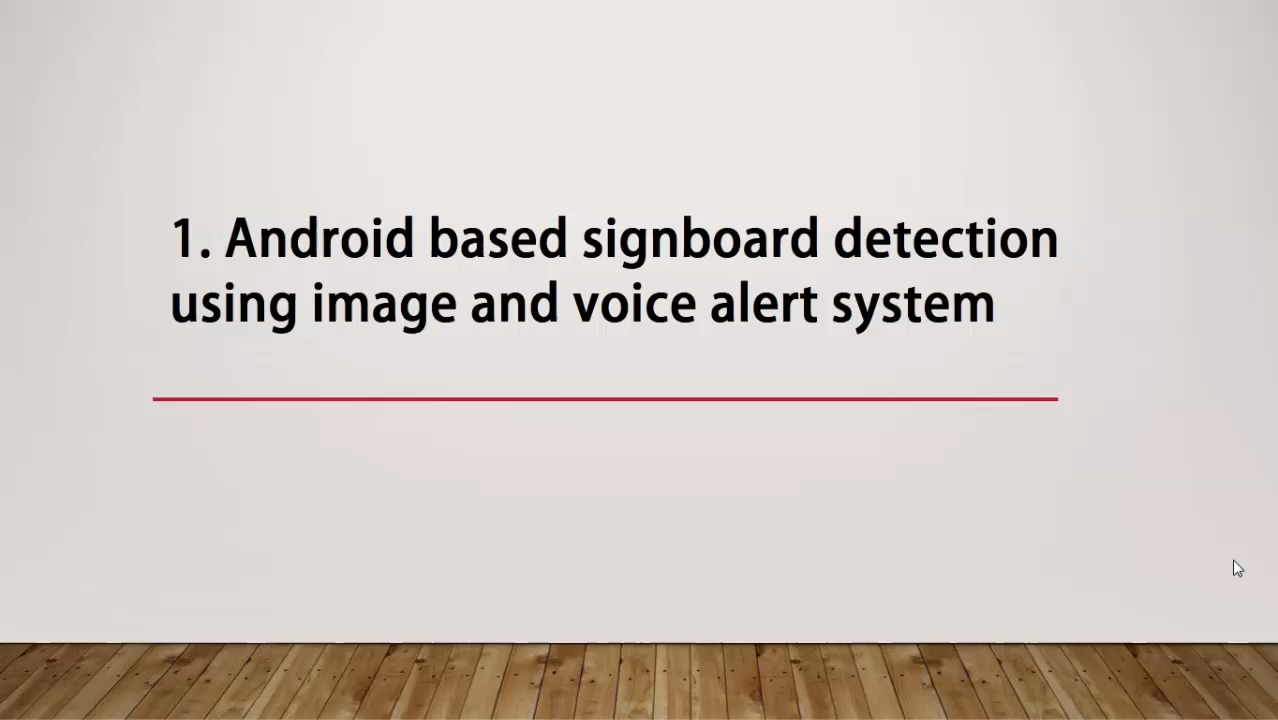 1. Android based signboard detection
using image and voice alert system